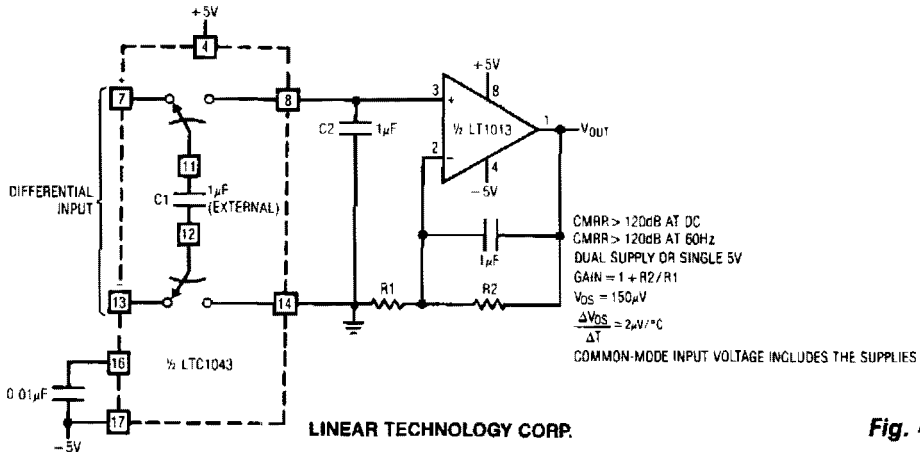 +5V
4
7
8
+5V
3
8
+
½ LT1013
1
VOUT
C2
1µF
2
−
4
−5V
11
DIFFERENTIAL
INPUT
C1
1µF
(EXTERNAL)
12
1µF
R1
R2
13
14
16
½ LTC1043
0.01µF
17
−5V
CMRR > 120dB AT DC
CMRR > 120dB AT 60Hz
DUAL SUPPLY OR SINGLE 5V
GAIN = 1 + R2/R1
VOS = 150µV
ΔVOS
ΔT
= 2µV/°C
COMMON-MODE INPUT VOLTAGE INCLUDES THE SUPPLIES
LINEAR TECHNOLOGY CORP.
Fig.